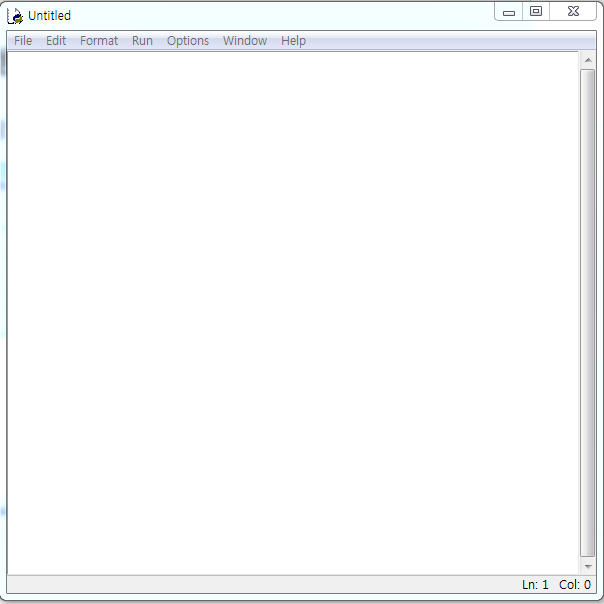 Untitled
File Edit Format Run Options Window Help
Ln: 1 Col: 0